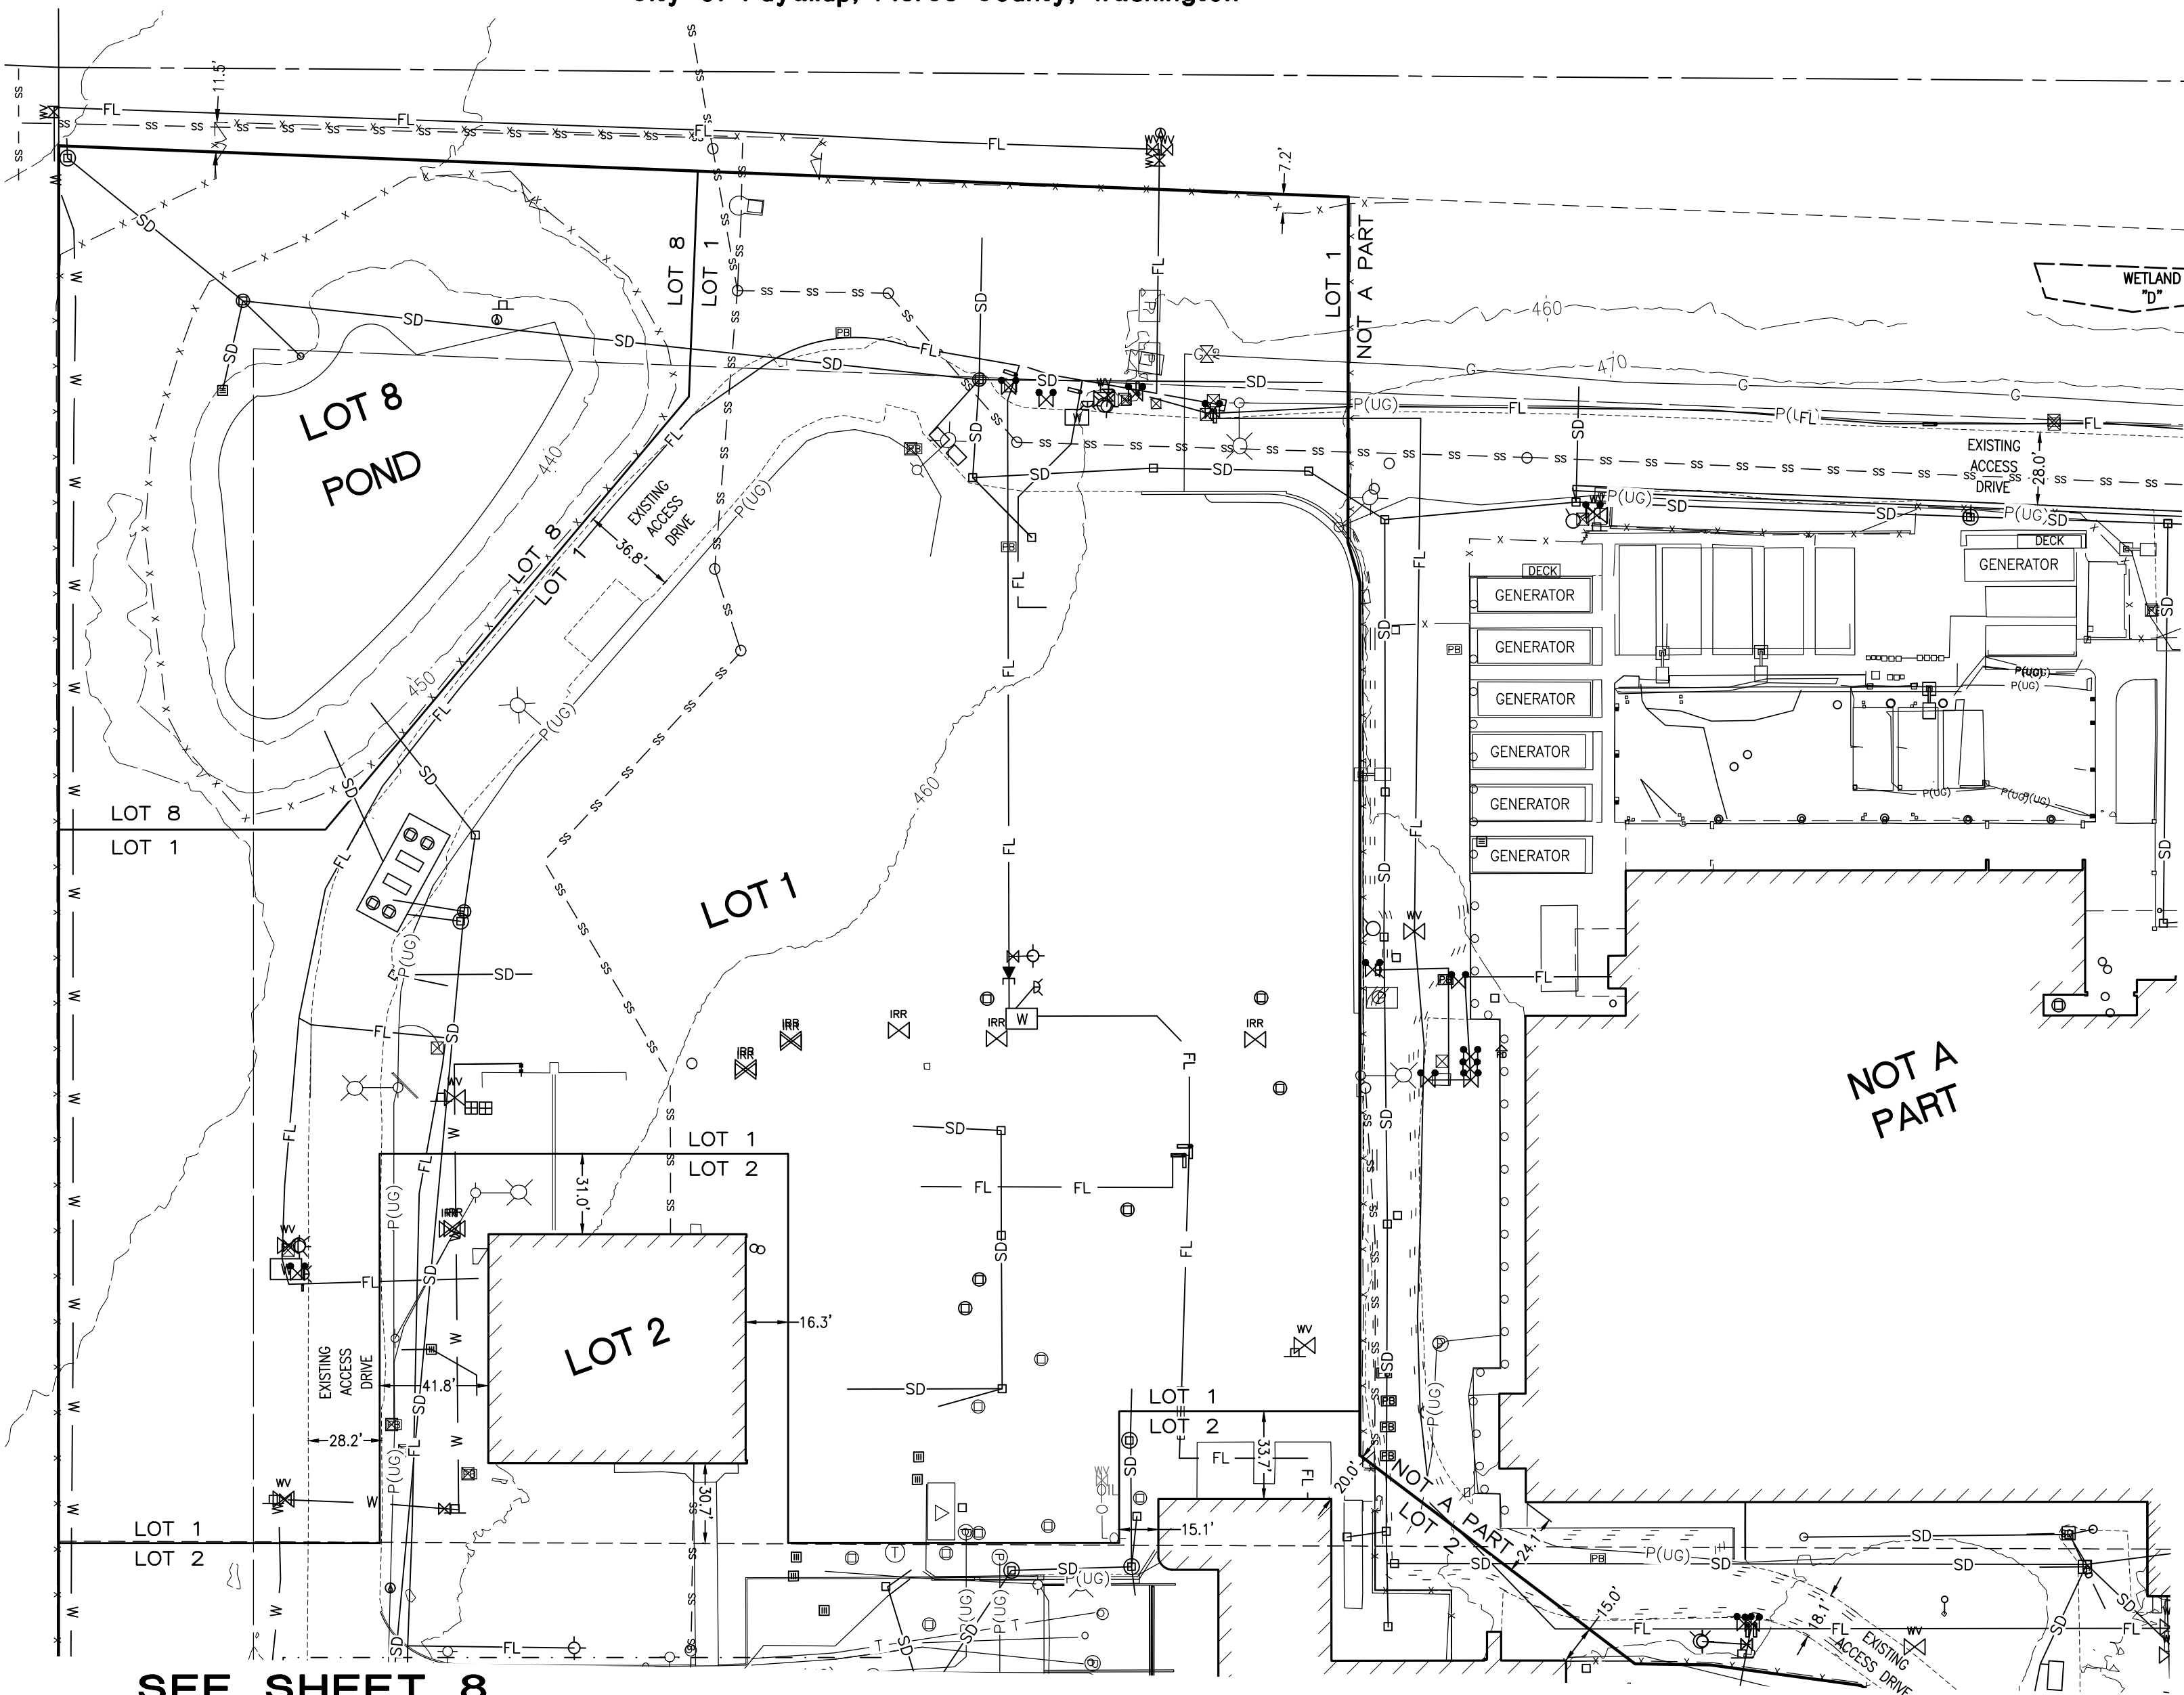 City of Puyallup, Pierce County, Washington
11.5'
7.2'
LOT 8
LOT 1
LOT 1
NOT A PART
WETLAND
"D"
460
470
LOT 8
POND
440
450
EXISTING
ACCESS
DRIVE
36.8'
LOT 8
LOT 1
EXISTING
ACCESS
DRIVE
28.0'
DECK
GENERATOR
DECK
GENERATOR
GENERATOR
GENERATOR
GENERATOR
GENERATOR
GENERATOR
460
LOT 8
LOT 1
LOT 1
NOT A
PART
LOT 1
LOT 2
31.0'
LOT 2
16.3'
EXISTING
ACCESS
DRIVE
41.8'
28.2'
30.7'
LOT 1
LOT 2
33.7'
15.1'
20.0'
NOT A PART
LOT 2
24.1'
15.0'
18.1'
EXISTING
ACCESS DRIVE
LOT 1
LOT 2
SEE SHEET 8
FL
SS
SD
W
WV
P(UG)
PB
IRR
G